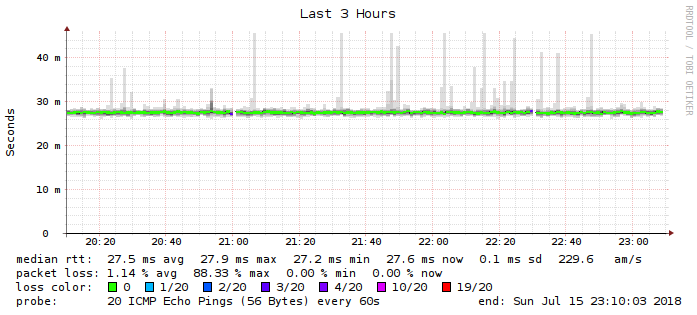 Last 3 Hours
RRDTOOL / TOBI OETIKER
Seconds
40 m
30 m
20 m
10 m
0
20:20 20:40 21:00 21:20 21:40 22:00 22:20 22:40 23:00
median rtt: 27.5 ms avg 27.9 ms max 27.2 ms min 27.6 ms now 0.1 ms sd 229.6 am/s
packet loss: 1.14 % avg 88.33 % max 0.00 % min 0.00 % now
loss color: 0 1/20 2/20 3/20 4/20 10/20 19/20
probe: 20 ICMP Echo Pings (56 Bytes) every 60s end: Sun Jul 15 23:10:03 2018